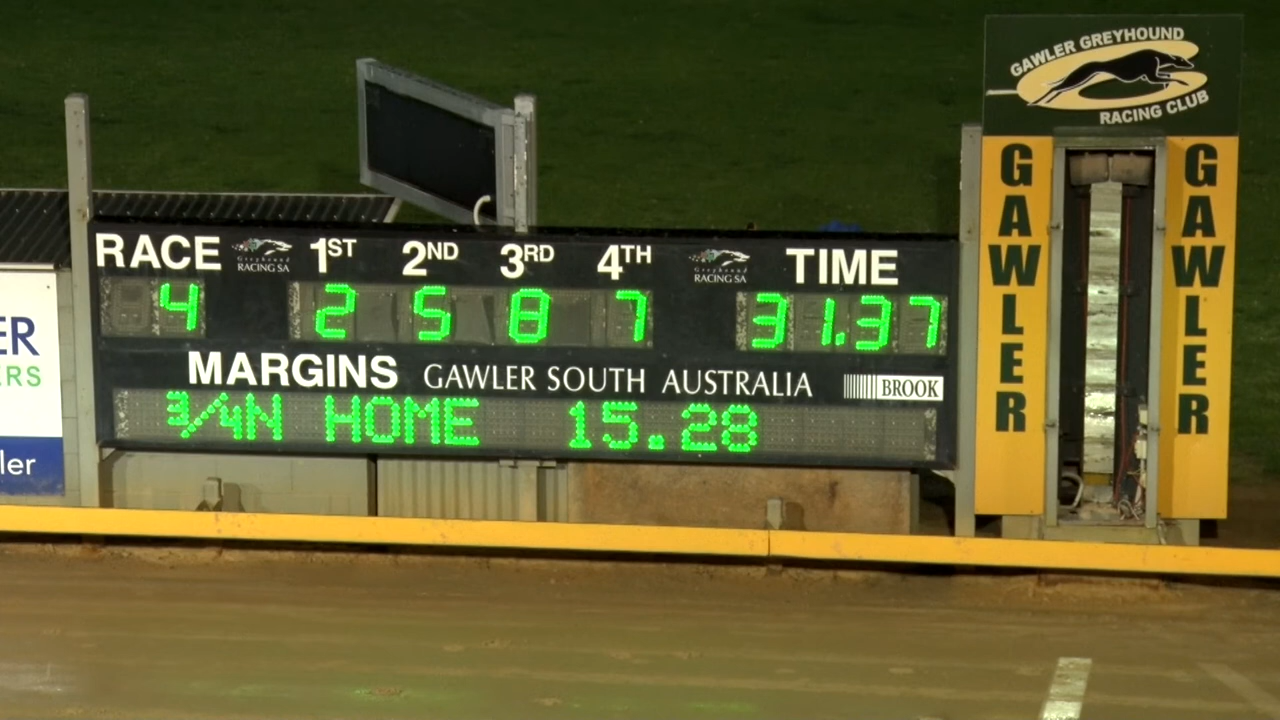 GAWLER GREYHOUND
RACING CLUB
GAWLER
GAWLER
RACE
Greyhound
RACING SA
1ST
2ND
3RD
4TH
Greyhound
RACING SA
TIME
4
2
5
8
7
31.37
MARGINS
GAWLER SOUTH AUSTRALIA
BROOK
3/4N HOME 15.28
ER
ERS
ler